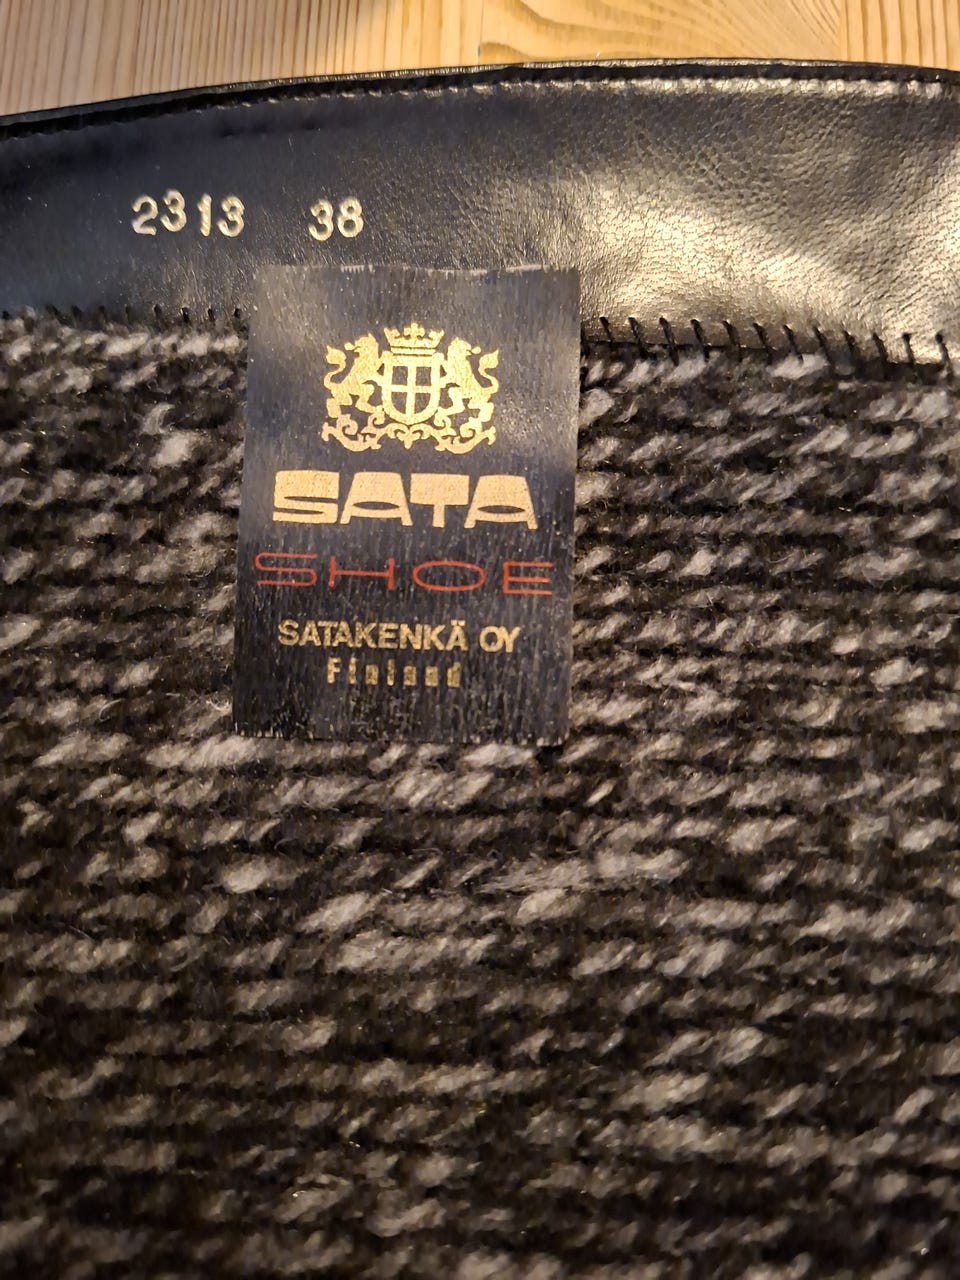 2313 38
SATA
SHOE
SATAKENKÄ OY
Finland